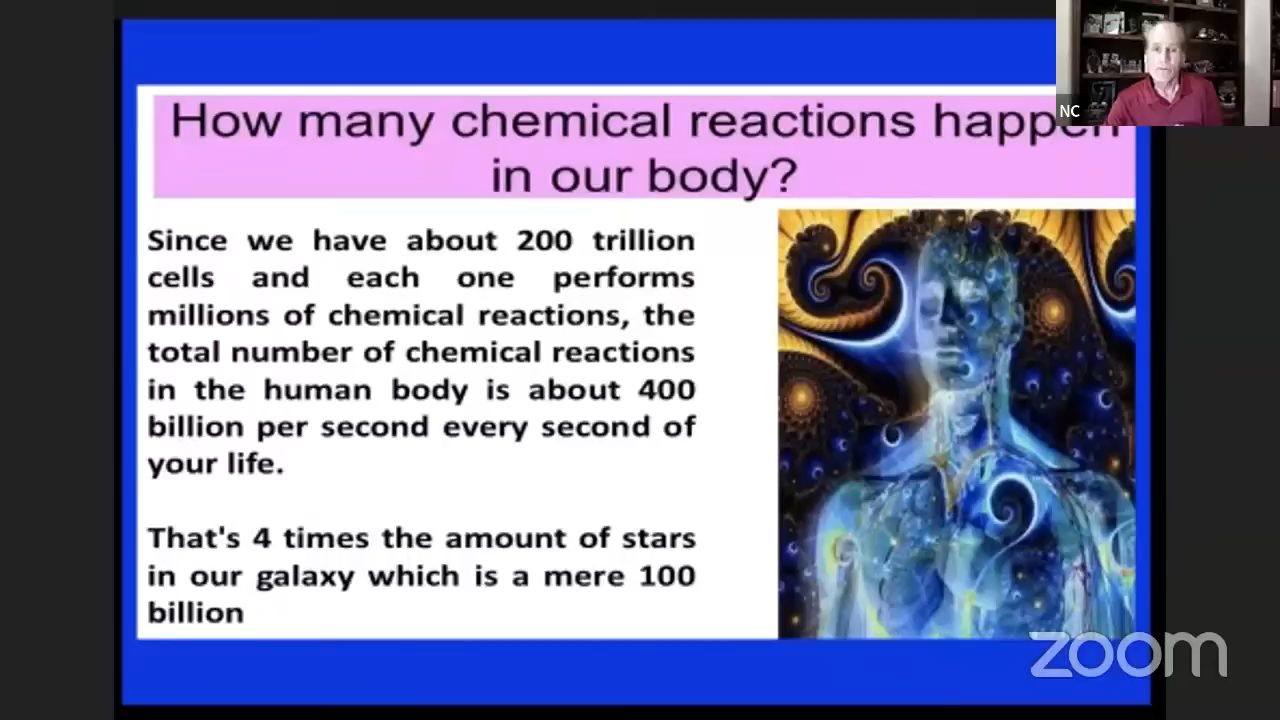 How many chemical reactions happen
in our body?
Since we have about 200 trillion
cells and each one performs
millions of chemical reactions, the
total number of chemical reactions
in the human body is about 400
billion per second every second of
your life.
That's 4 times the amount of stars
in our galaxy which is a mere 100
billion
NC
zoom